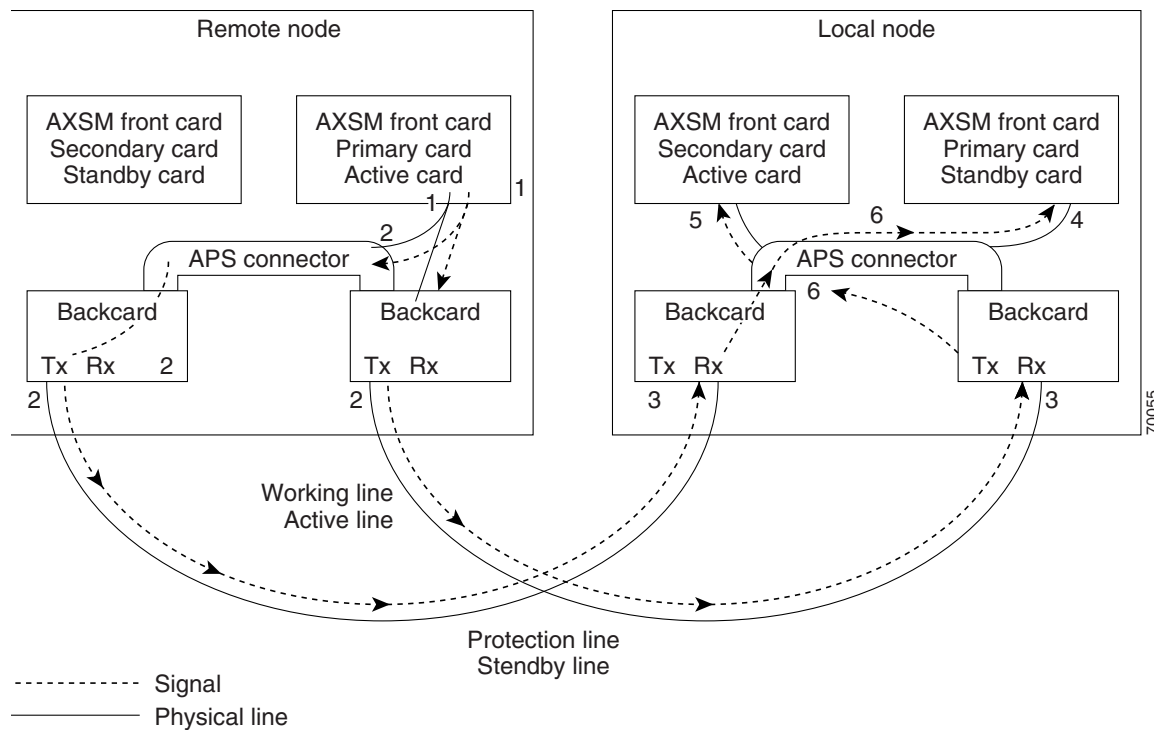 Remote node
Local node
AXSM front card
Secondary card
Standby card
AXSM front card
Primary card
Active card
AXSM front card
Secondary card
Active card
AXSM front card
Primary card
Standby card
1
1
2
5
6
4
APS connector
APS connector
6
Backcard
Backcard
Backcard
Backcard
Tx Rx 2
Tx Rx
Tx Rx
Tx Rx
2
2
3
3
70055
Working line
Active line
Protection line
Stendby line
Signal
Physical line